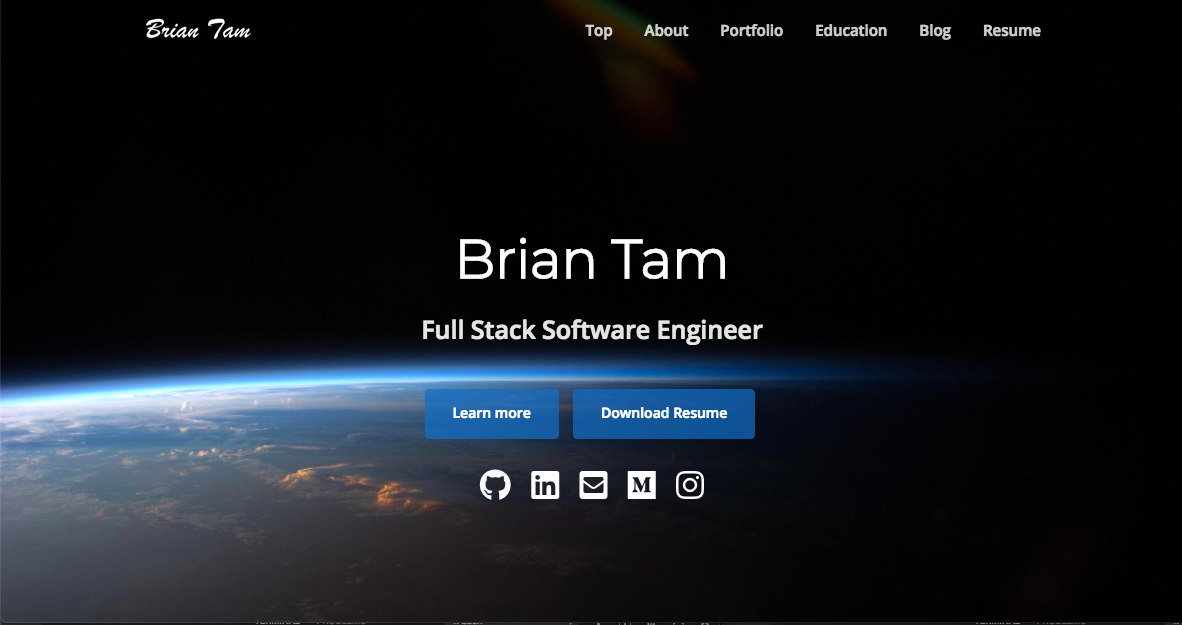 Brian Tam
Top About Portfolio Education Blog Resume
Brian Tam
Full Stack Software Engineer
Learn more Download Resume